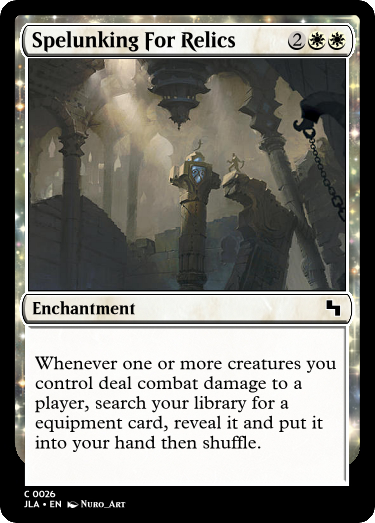 Spelunking For Relics 2
Enchantment
Whenever one or more creatures you
control deal combat damage to a
player, search your library for a
equipment card, reveal it and put it
into your hand then shuffle.
C 0026
JLA • EN Nuro_Art